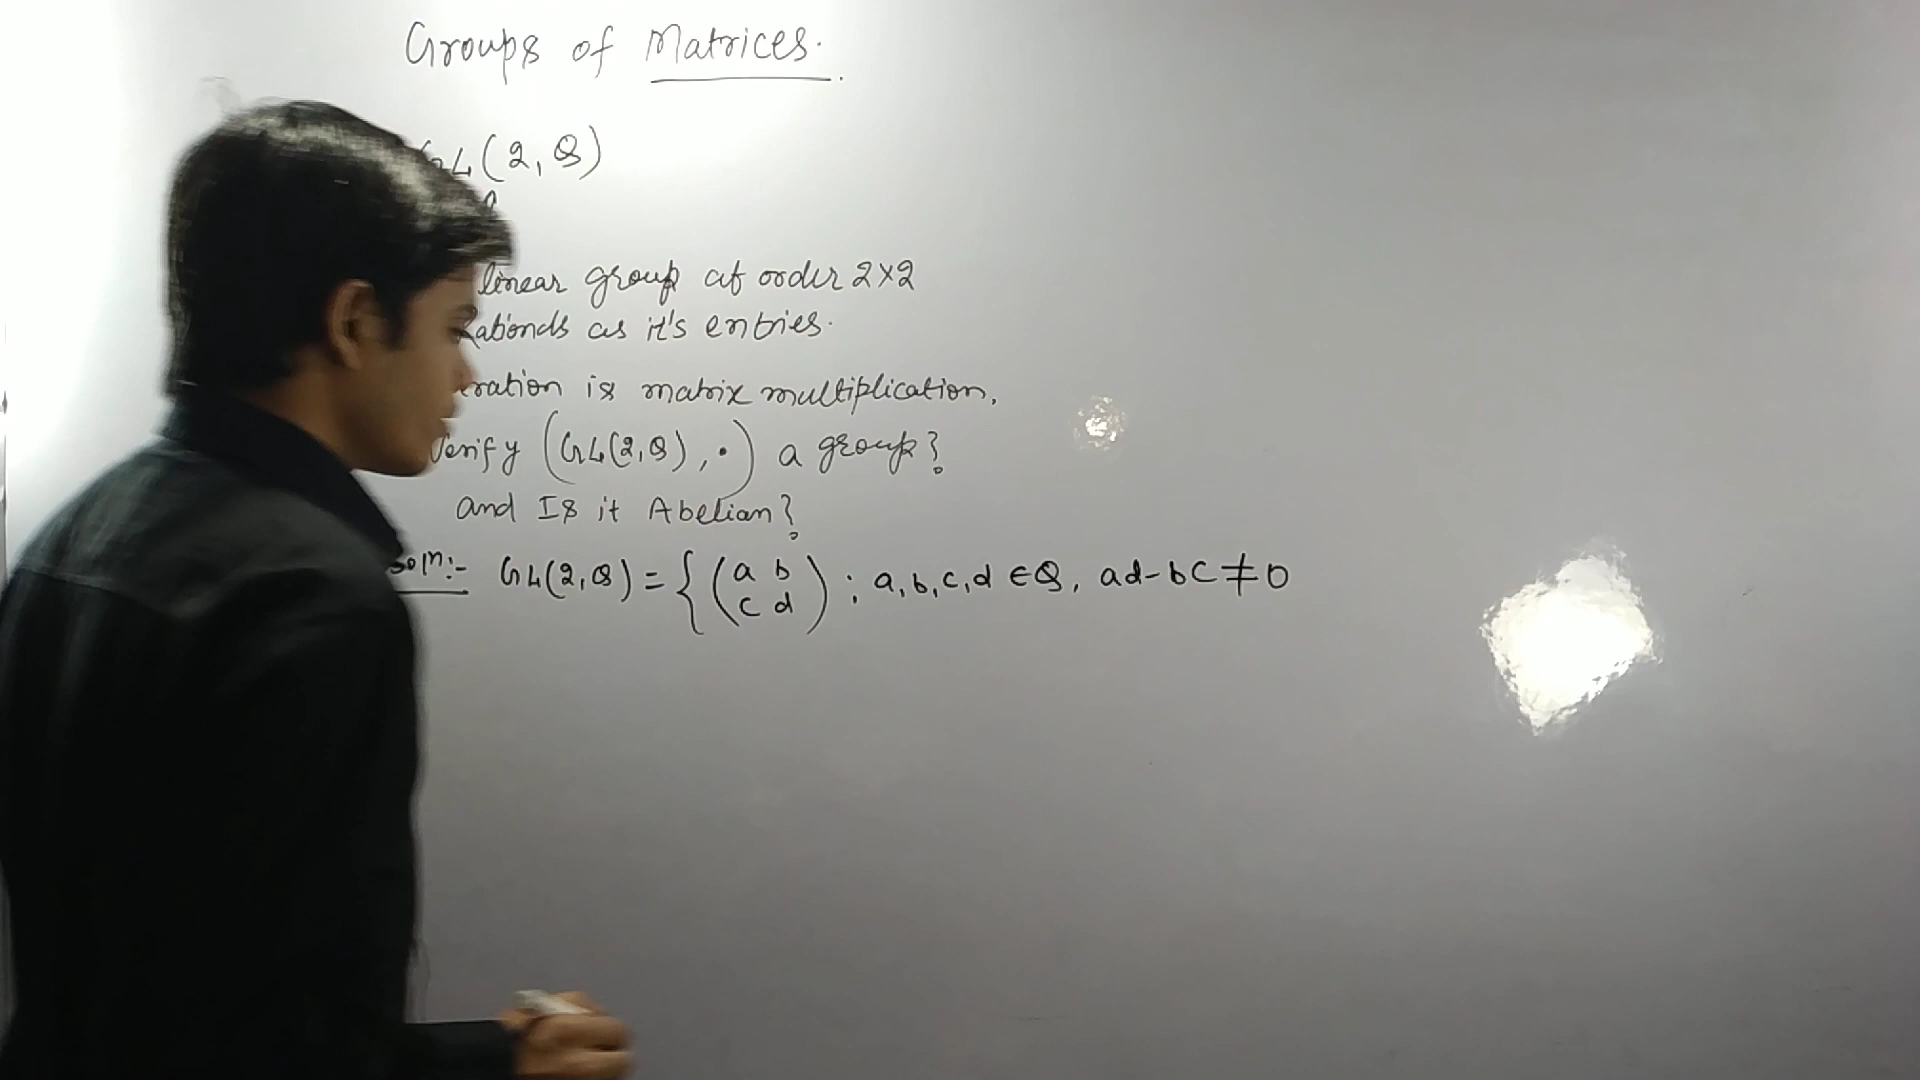 Groups of Matrices.
GL(2, Q)
linear group of order 2×2
Rationals as it's entries.
is matrix multiplication,
Verify (GL(2,Q), •) a group?
and Is it Abelian?
Soln:- GL(2,Q) = { (a b c d) : a,b,c,d ∈ Q, ad-bc ≠ 0